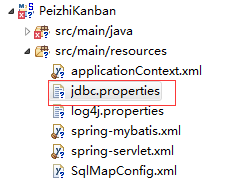 PeizhiKanban
src/main/java
src/main/resources
applicationContext.xml
jdbc.properties
log4j.properties
spring-mybatis.xml
spring-servlet.xml
SqlMapConfig.xml